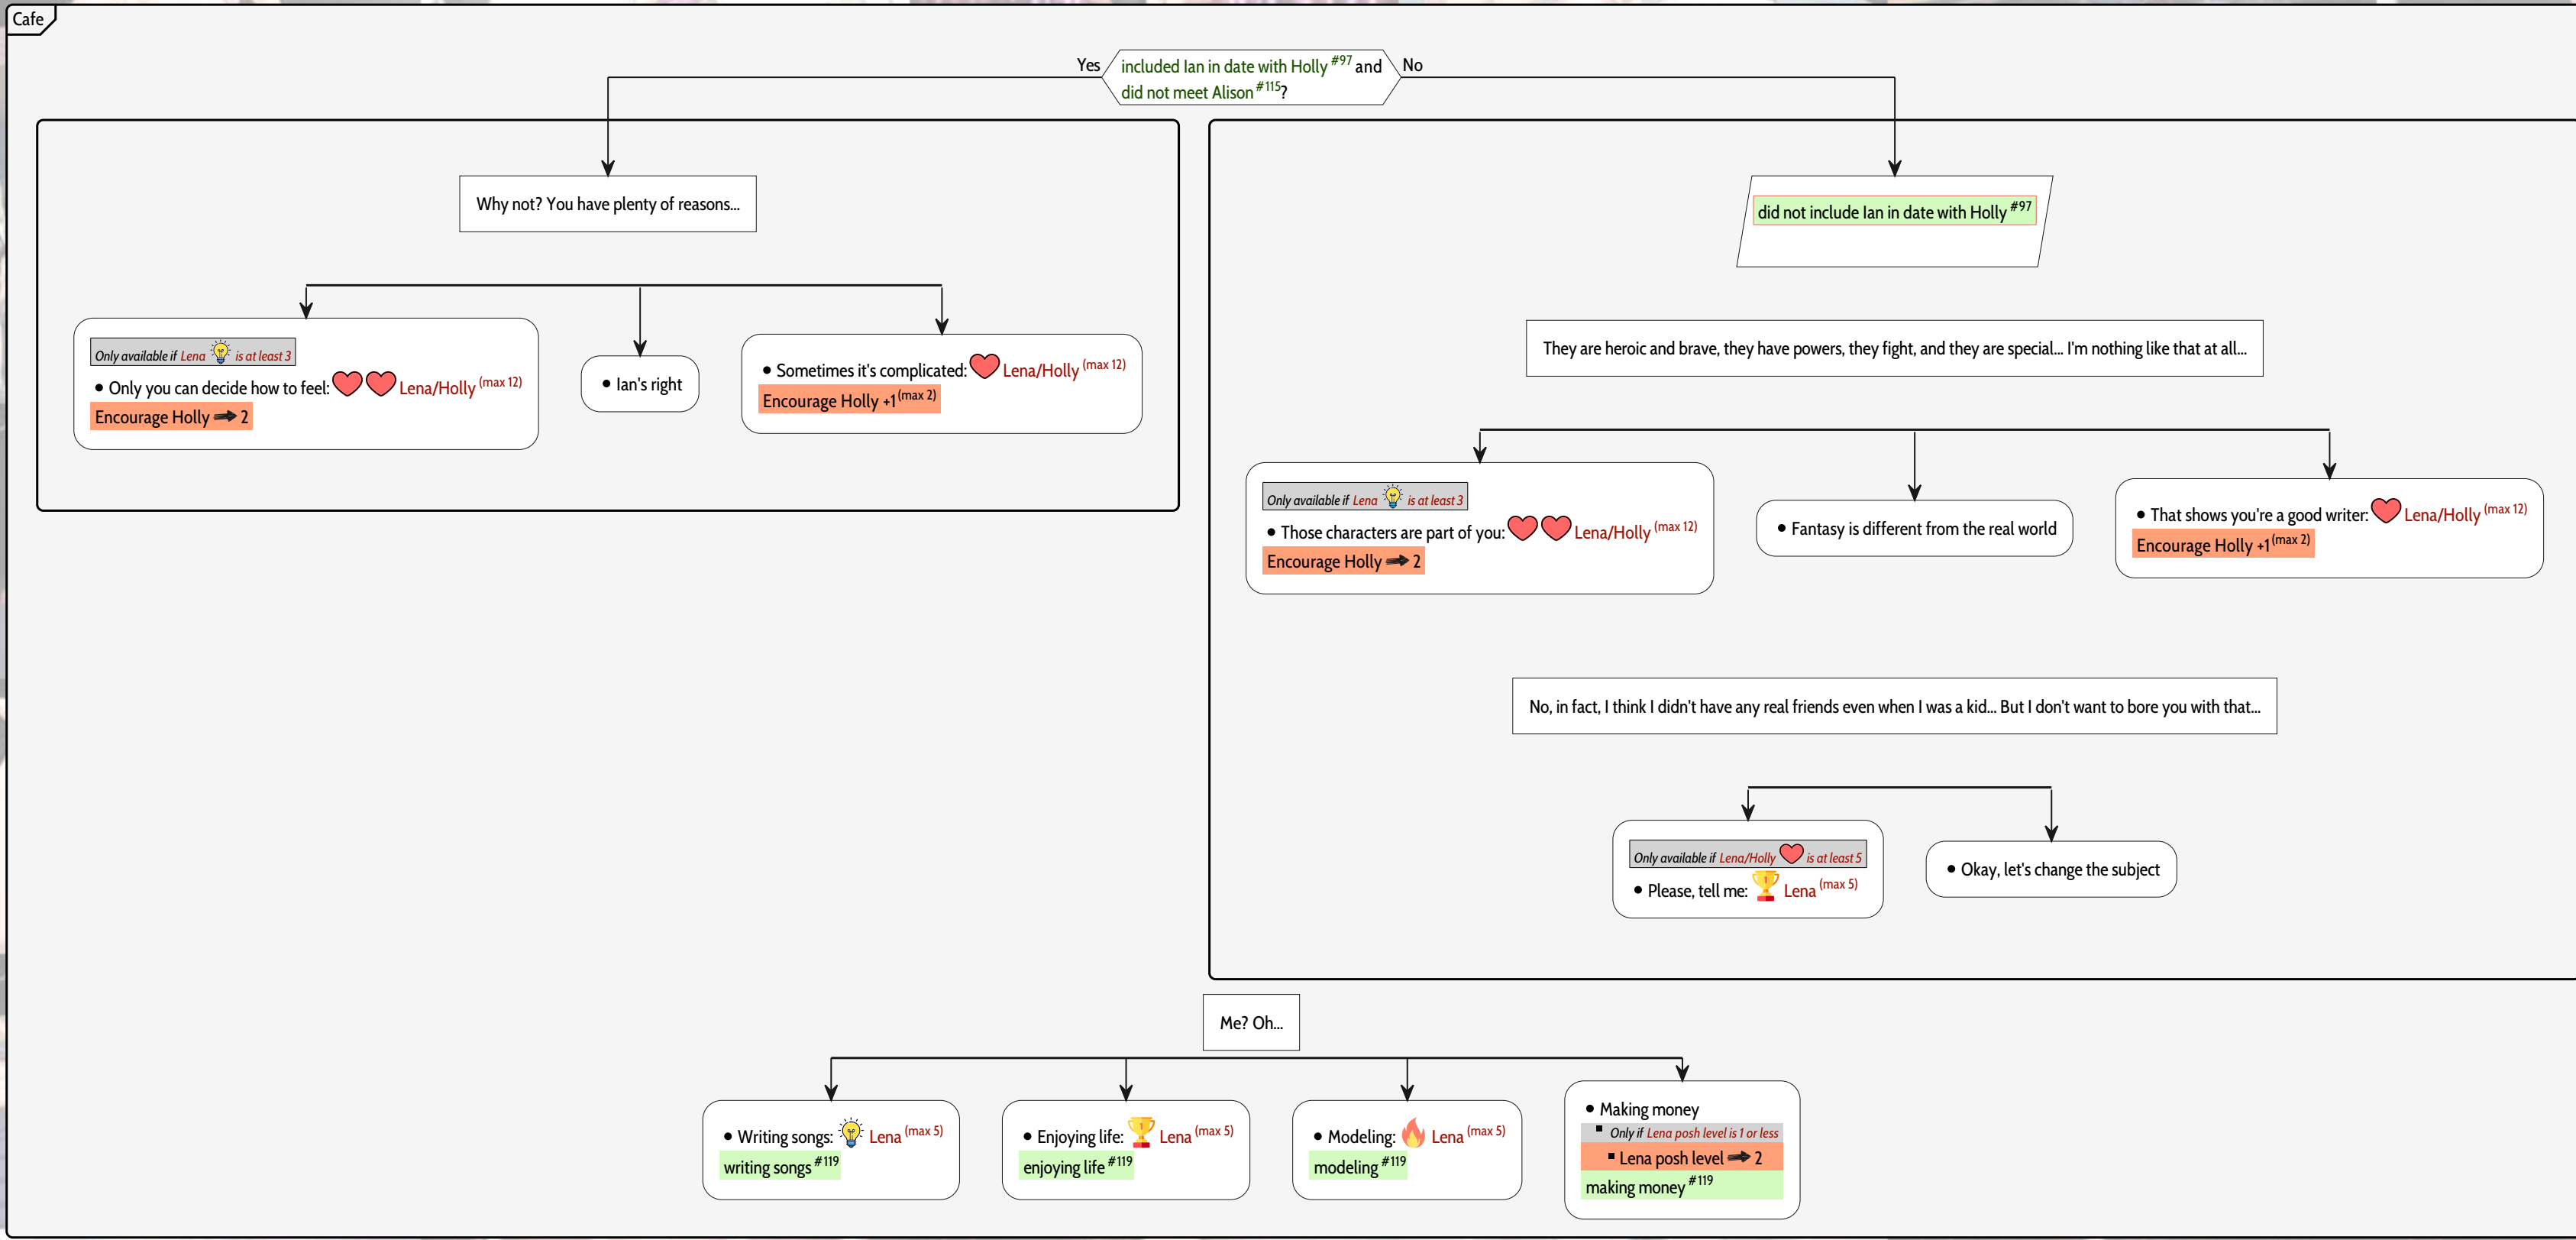 Cafe
Yes
included Ian in date with Holly #97 and
did not meet Alison #115?
No
Why not? You have plenty of reasons...
Only available if Lena is at least 3
• Only you can decide how to feel: Lena/Holly (max 12)
Encourage Holly ➡ 2
• Ian's right
• Sometimes it's complicated: Lena/Holly (max 12)
Encourage Holly +1 (max 2)
did not include Ian in date with Holly #97
They are heroic and brave, they have powers, they fight, and they are special... I'm nothing like that at all...
Only available if Lena is at least 3
• Those characters are part of you: Lena/Holly (max 12)
Encourage Holly ➡ 2
• Fantasy is different from the real world
• That shows you're a good writer: Lena/Holly (max 12)
Encourage Holly +1 (max 2)
No, in fact, I think I didn't have any real friends even when I was a kid... But I don't want to bore you with that...
Only available if Lena/Holly is at least 5
• Please, tell me: Lena (max 5)
• Okay, let's change the subject
Me? Oh...
• Writing songs: Lena (max 5)
writing songs #119
• Enjoying life: Lena (max 5)
enjoying life #119
• Modeling: Lena (max 5)
modeling #119
• Making money
▪ Only if Lena posh level is 1 or less
▪ Lena posh level ➡ 2
making money #119